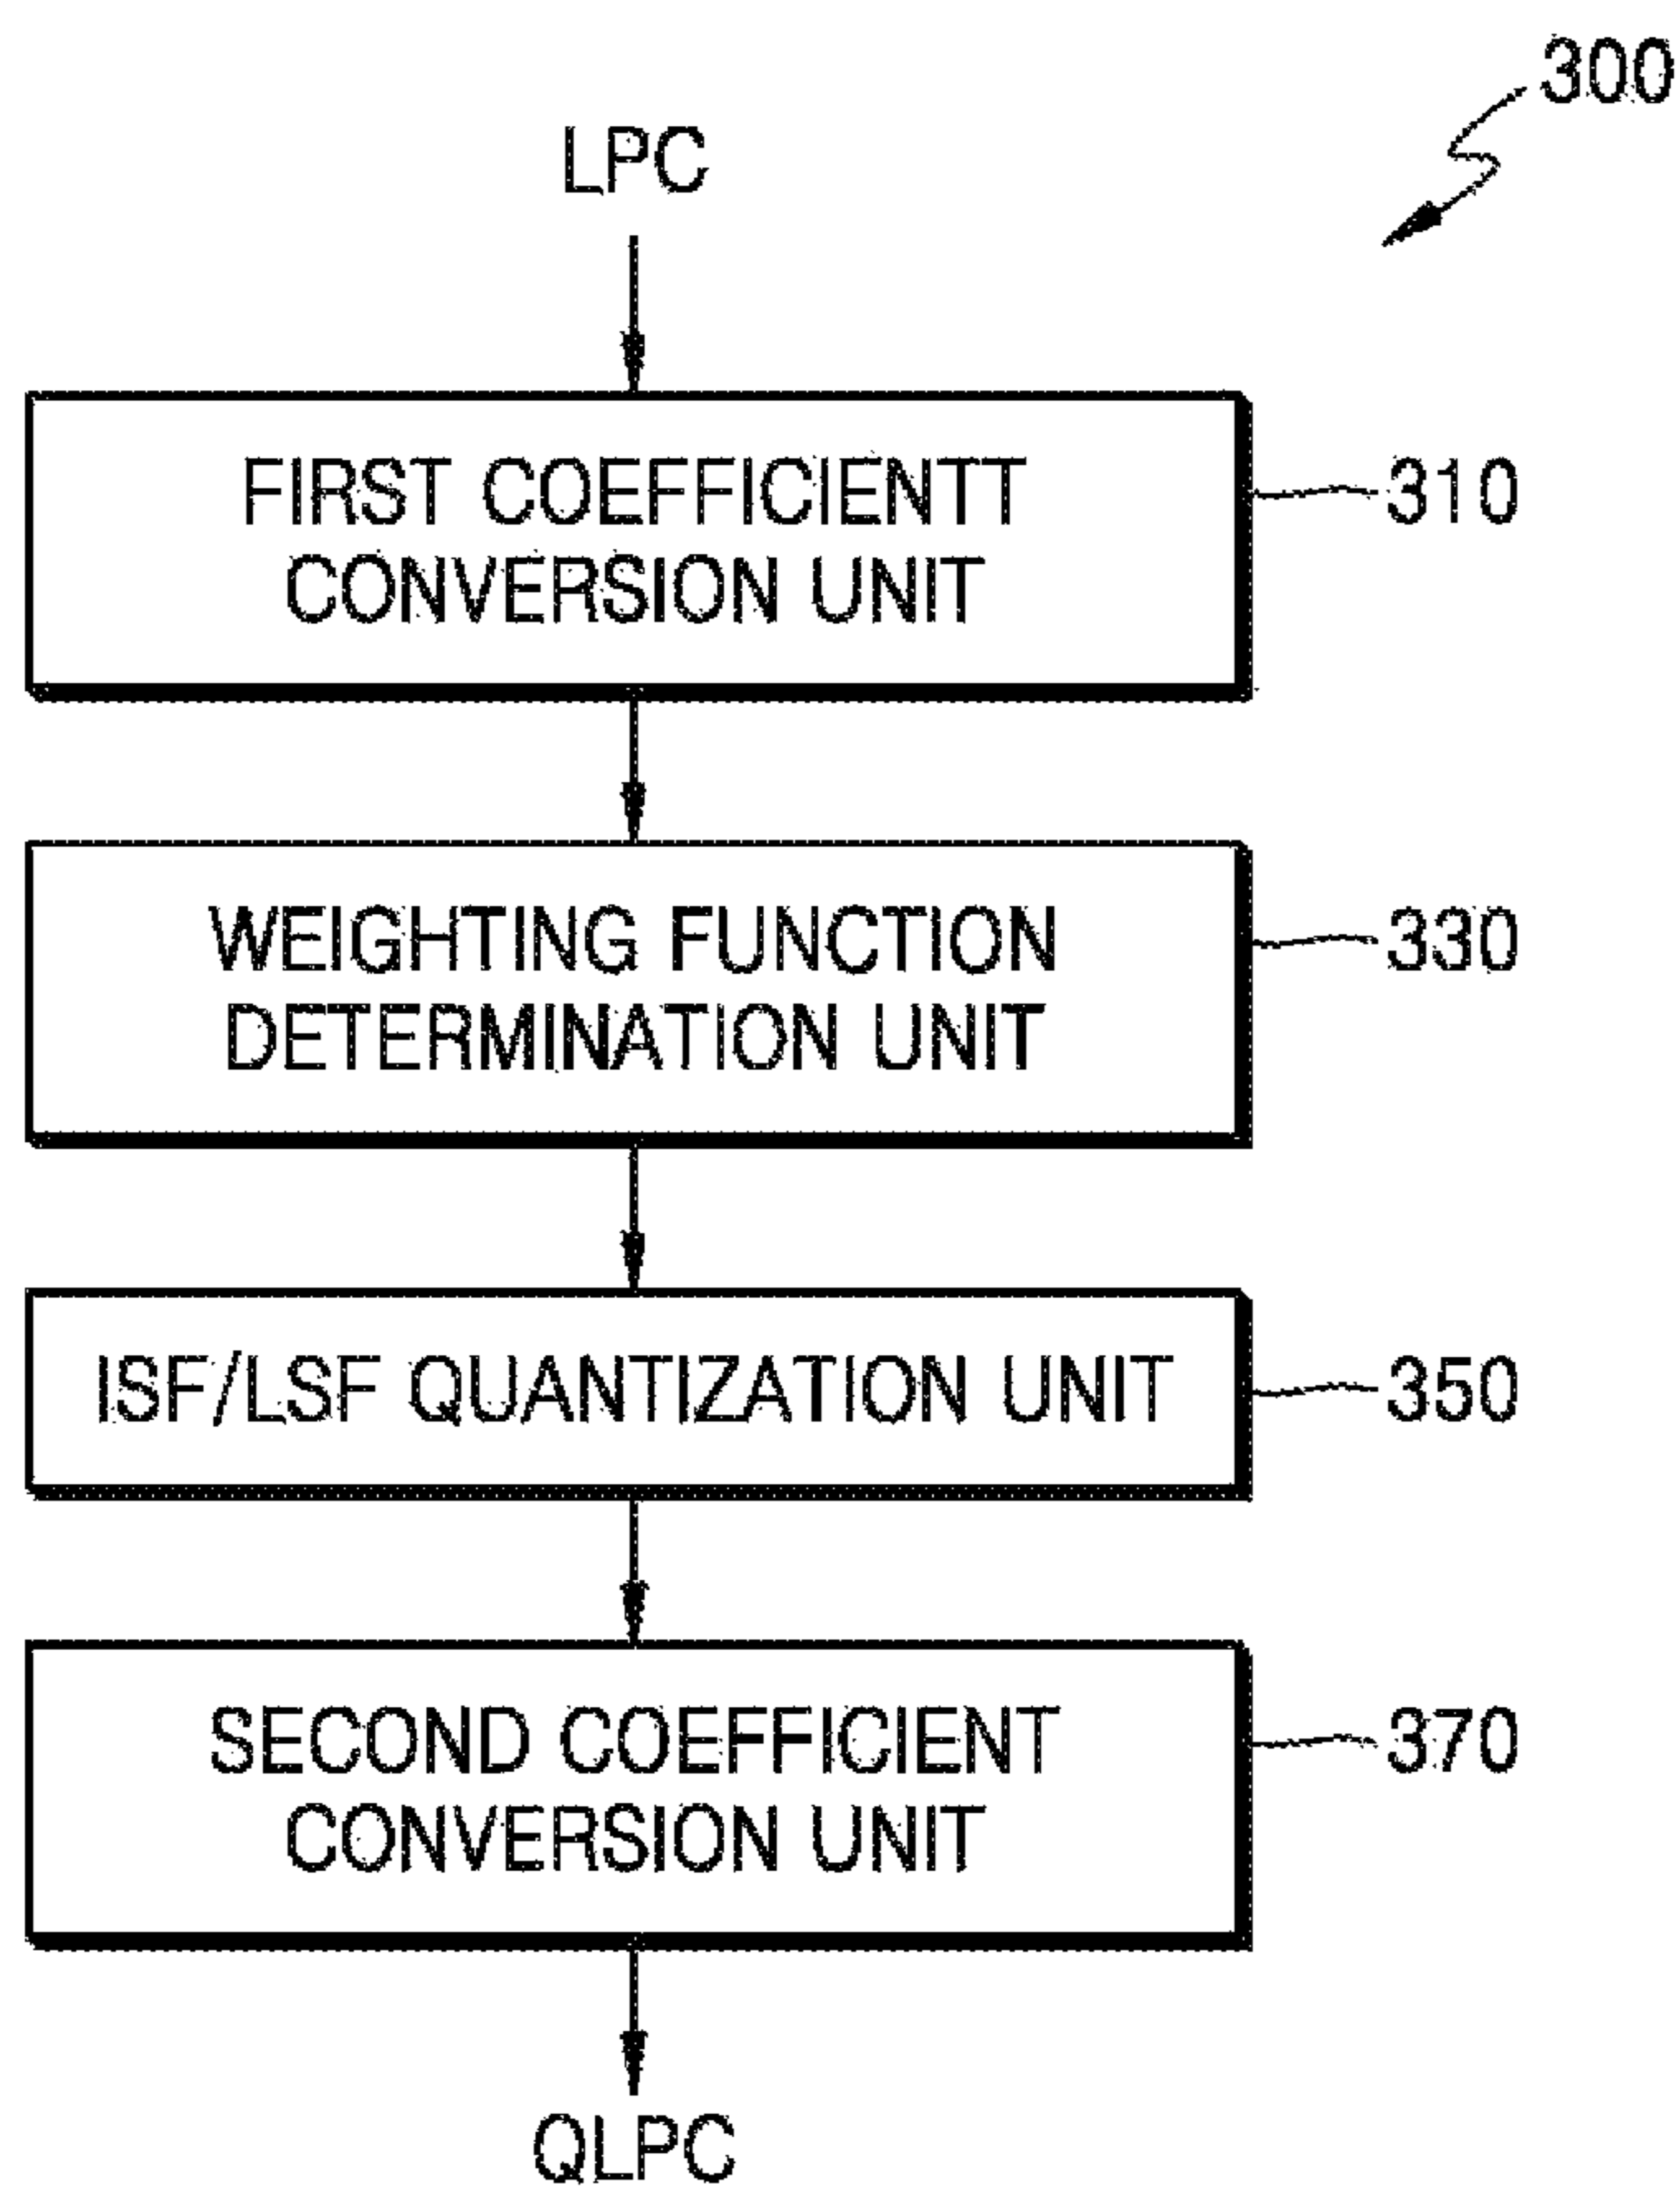 300
LPC
FIRST COEFFICIENTT
CONVERSION UNIT
310
WEIGHTING FUNCTION
DETERMINATION UNIT
330
ISF/LSF QUANTIZATION UNIT
350
SECOND COEFFICIENT
CONVERSION UNIT
370
QLPC